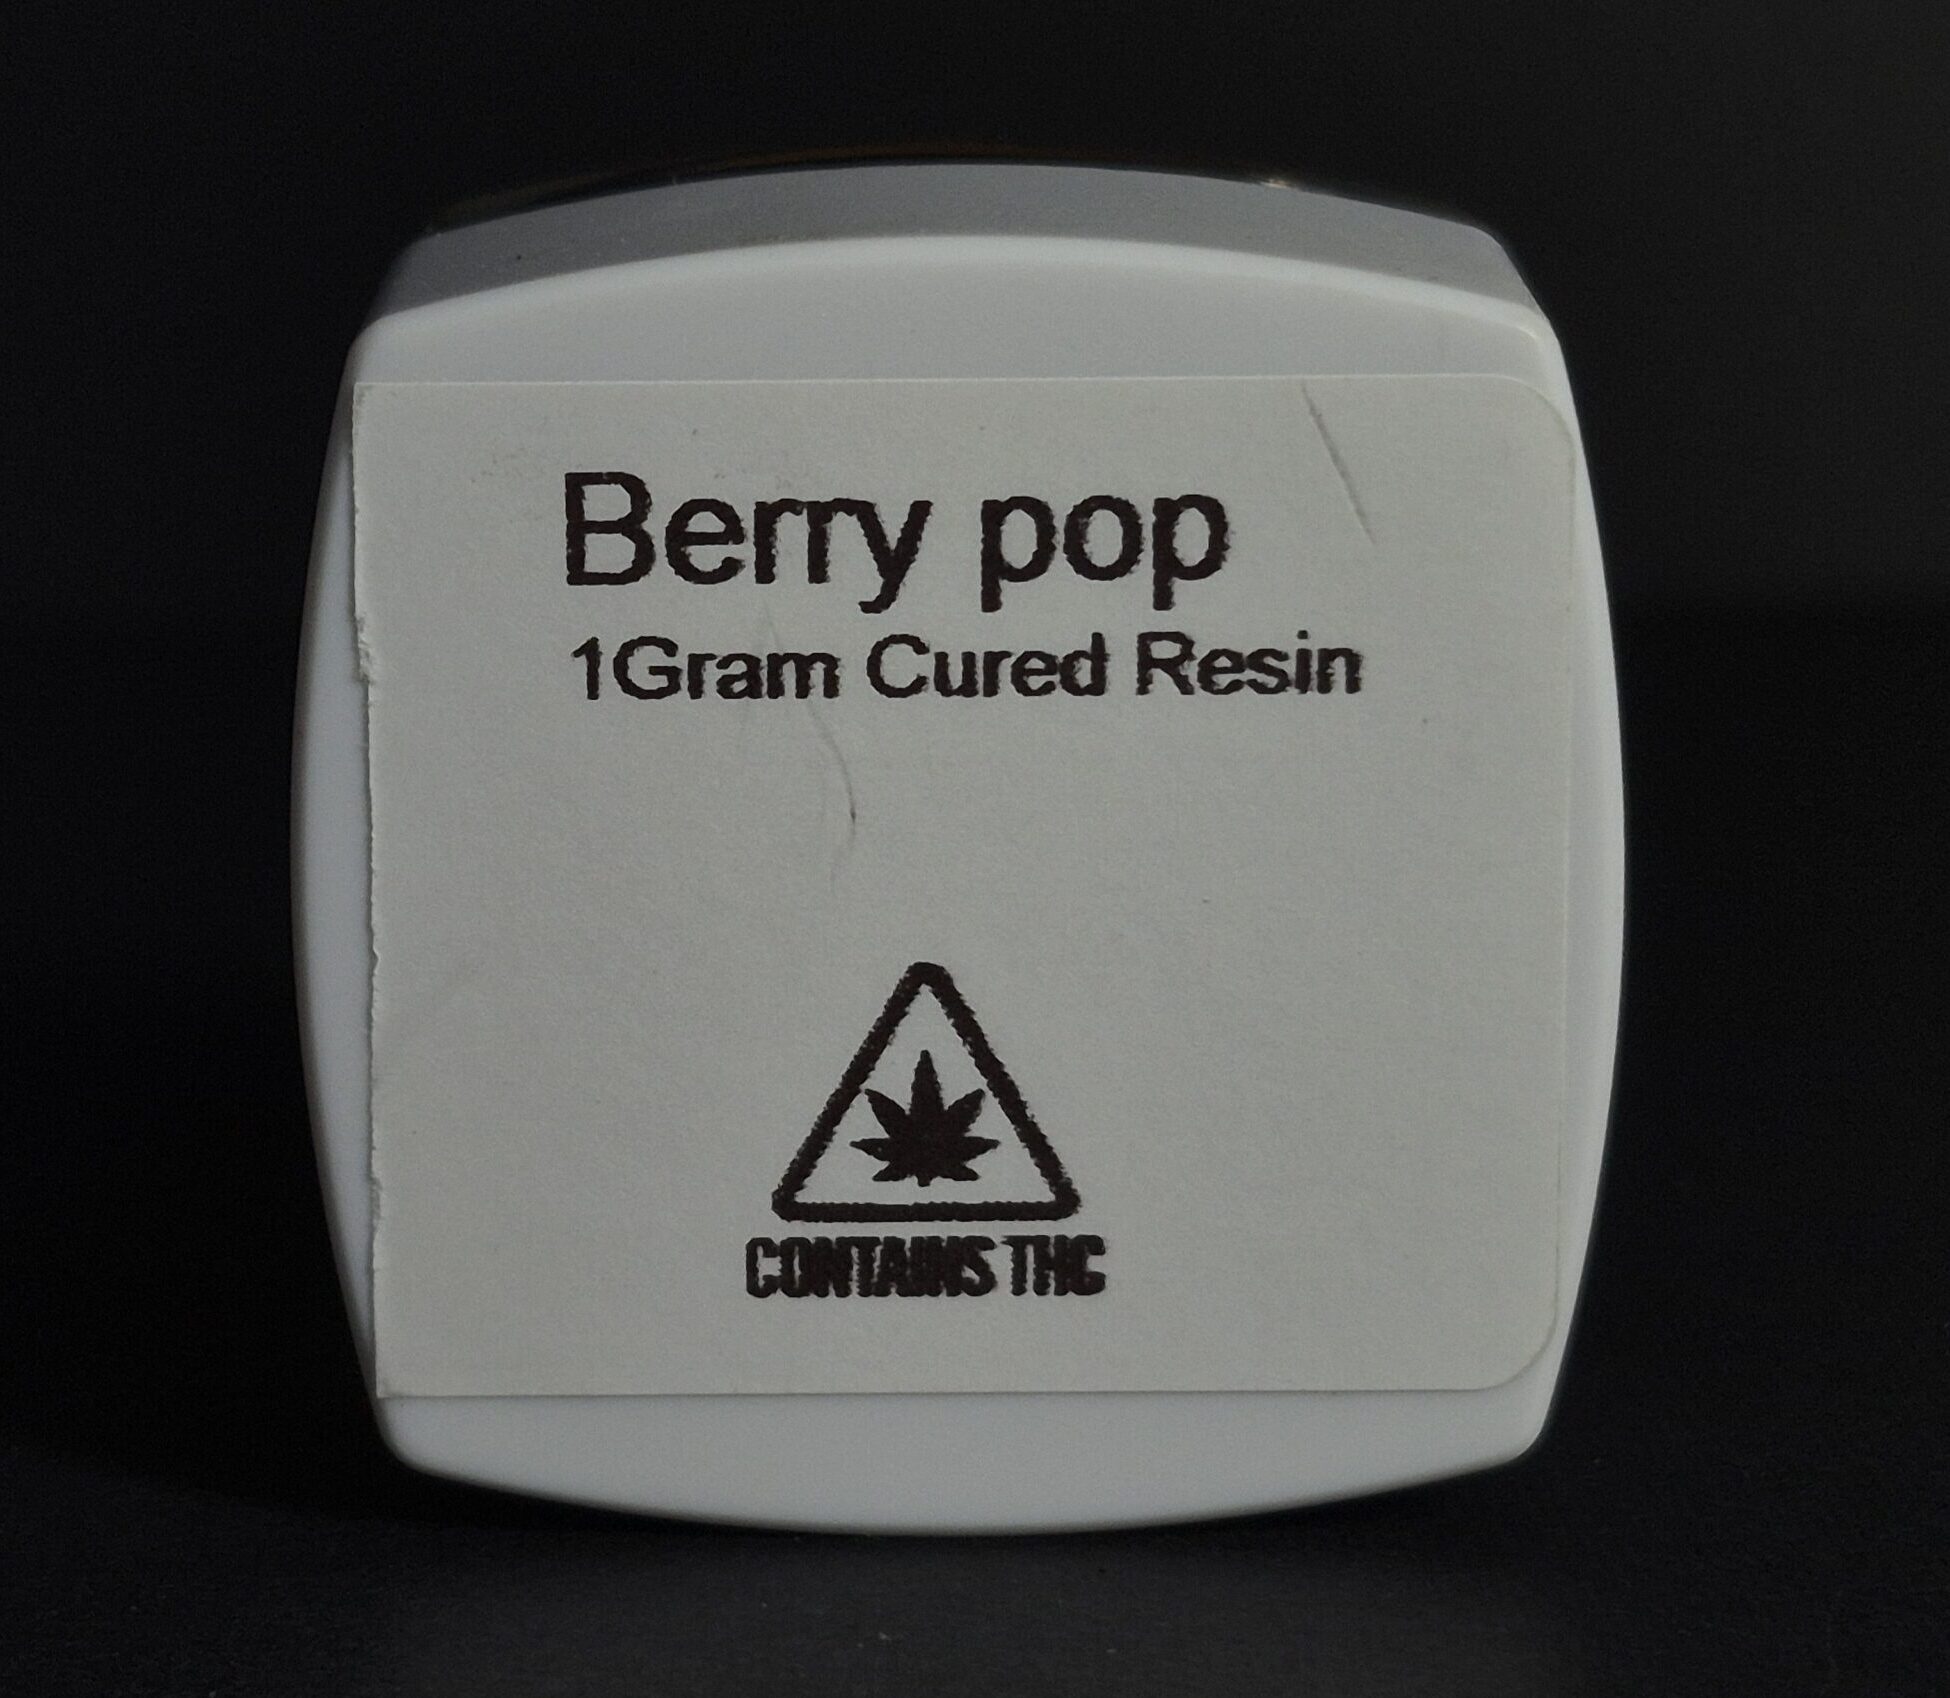 Berry pop
1Gram Cured Resin
CONTAINS THC